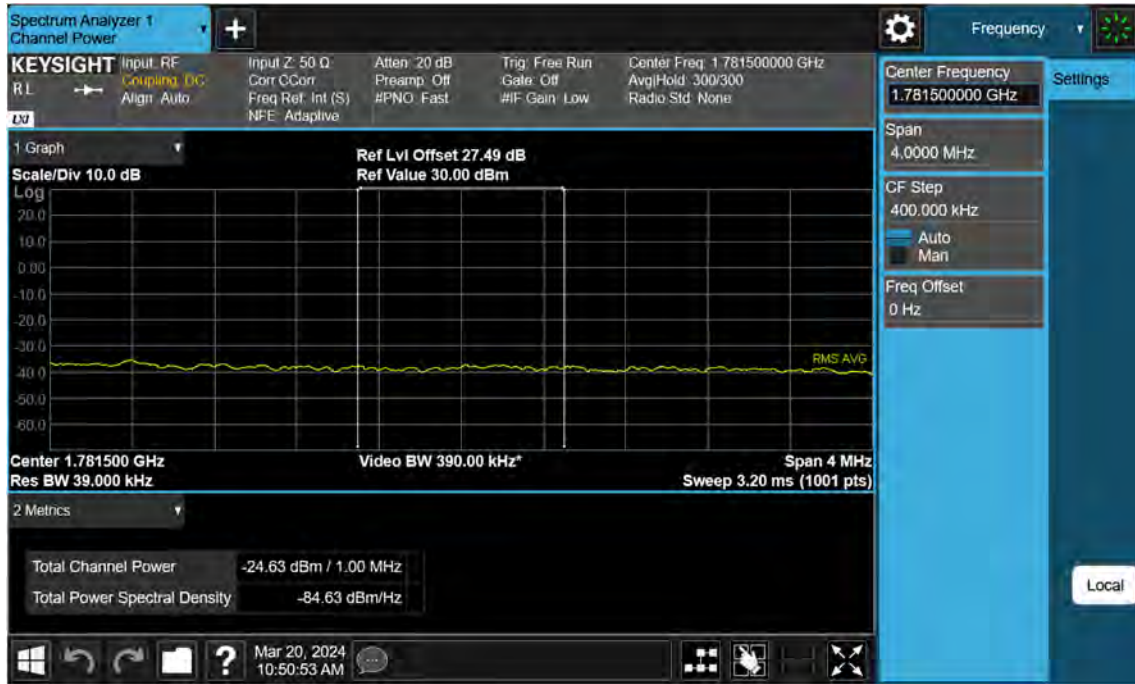 Spectrum Analyzer 1
Channel Power
Frequency
KEYSIGHT
RL
LXI
Input: RF
Coupling: DC
Align: Auto
Input Z: 50 Ω
Corr CCorr
Freq Ref: Int (S)
NFE: Adaptive
Atten: 20 dB
Preamp: Off
#PNO: Fast
Trig: Free Run
Gate: Off
#IF Gain: Low
Center Freq: 1.781500000 GHz
Avg|Hold: 300/300
Radio Std: None
Center Frequency
1.781500000 GHz
Settings
Span
4.0000 MHz
CF Step
400.000 kHz
Auto
Man
Freq Offset
0 Hz
1 Graph
Scale/Div 10.0 dB
Ref Lvl Offset 27.49 dB
Ref Value 30.00 dBm
Log
20.0
10.0
0.00
-10.0
-20.0
-30.0
-40.0
-50.0
-60.0
RMS AVG
Center 1.781500 GHz
Video BW 390.00 kHz*
Span 4 MHz
Res BW 39.000 kHz
Sweep 3.20 ms (1001 pts)
2 Metrics
Total Channel Power
-24.63 dBm / 1.00 MHz
Total Power Spectral Density
-84.63 dBm/Hz
Local
?
Mar 20, 2024
10:50:53 AM